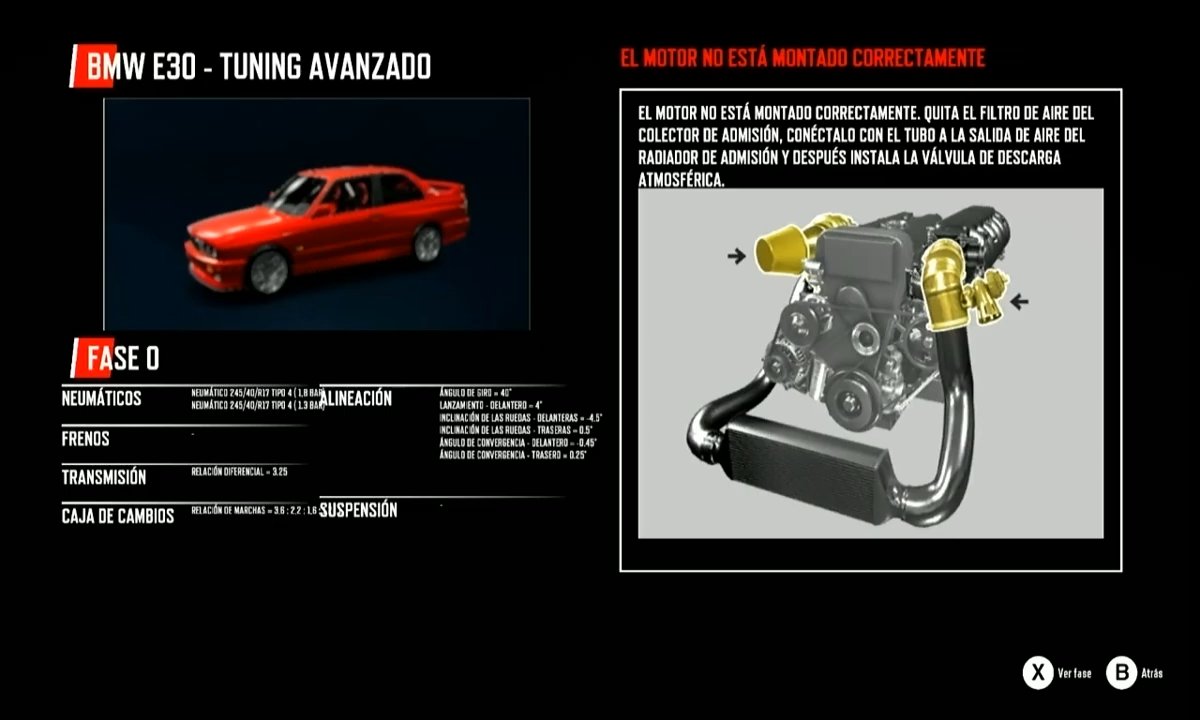 BMW E30 - TUNING AVANZADO
FASE 0
NEUMÁTICOS
NEUMÁTICO 245/40/R17 TIPO 4 ( 1,8 BAR)
NEUMÁTICO 245/40/R17 TIPO 4 ( 1.3 BAR)
FRENOS
-
TRANSMISIÓN
RELACIÓN DIFERENCIAL = 3.25
CAJA DE CAMBIOS
RELACIÓN DE MARCHAS = 3.6 : 2,2 : 1,6
ALINEACIÓN
ÁNGULO DE GIRO = 40°
LANZAMIENTO - DELANTERO = 4°
INCLINACIÓN DE LAS RUEDAS - DELANTERAS = -4.5°
INCLINACIÓN DE LAS RUEDAS - TRASERAS = 0.5°
ÁNGULO DE CONVERGENCIA - DELANTERO = -0.45°
ÁNGULO DE CONVERGENCIA - TRASERO = 0.25°
SUSPENSIÓN
-
EL MOTOR NO ESTÁ MONTADO CORRECTAMENTE
EL MOTOR NO ESTÁ MONTADO CORRECTAMENTE. QUITA EL FILTRO DE AIRE DEL
COLECTOR DE ADMISIÓN, CONÉCTALO CON EL TUBO A LA SALIDA DE AIRE DEL
RADIADOR DE ADMISIÓN Y DESPUÉS INSTALA LA VÁLVULA DE DESCARGA
ATMOSFÉRICA.
X Ver fase B Atrás